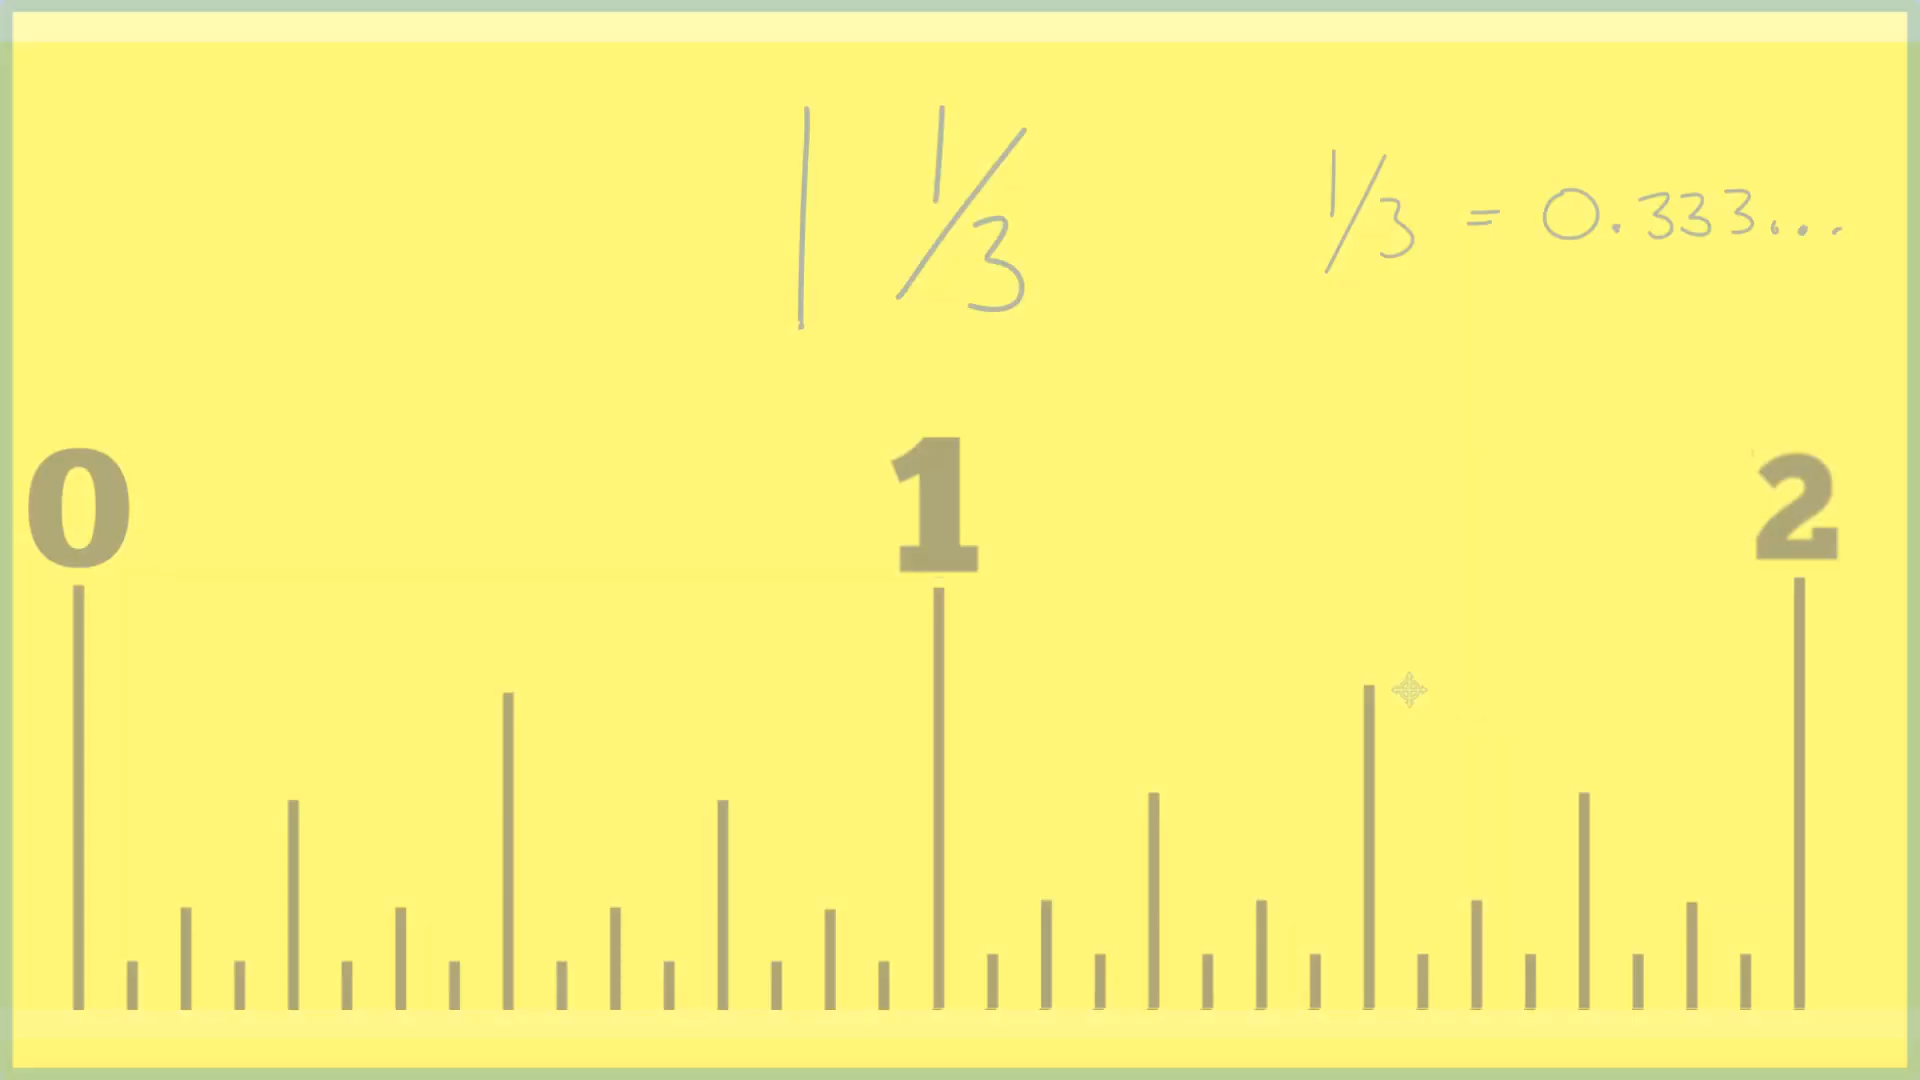 1 1/3
1/3 = 0.333...
0 1 2